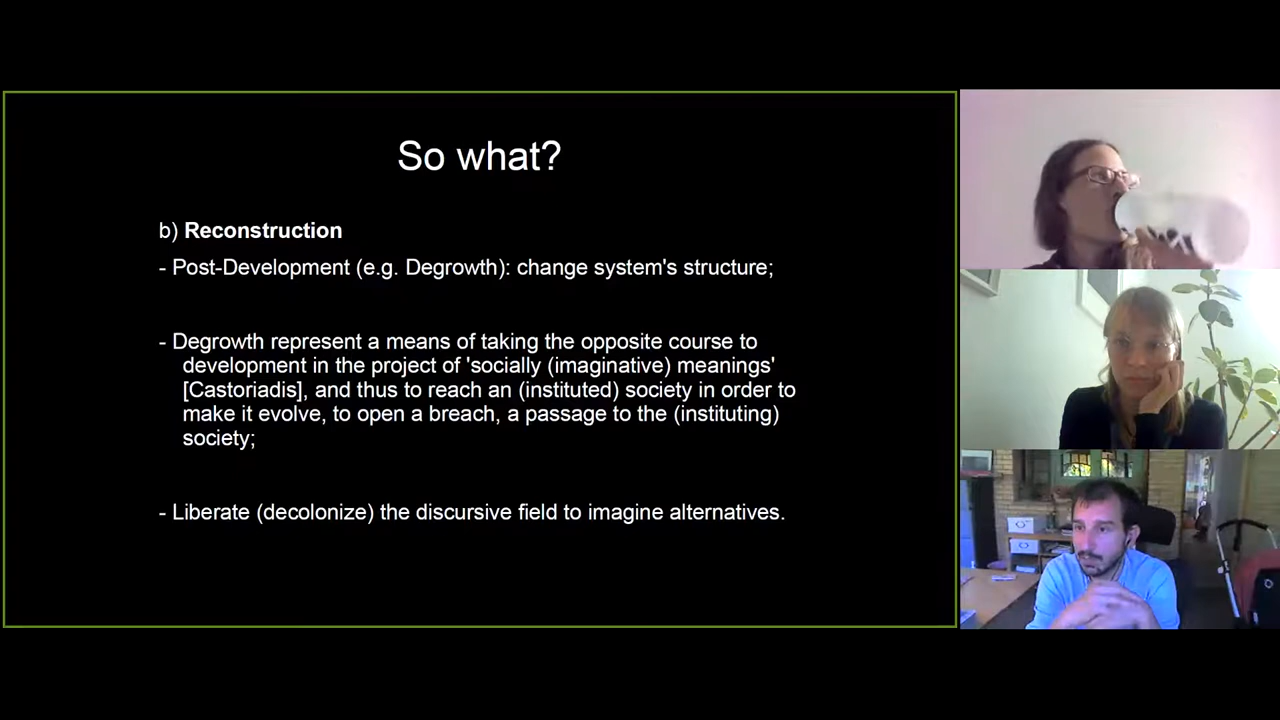 So what?
b) Reconstruction
- Post-Development (e.g. Degrowth): change system's structure;
- Degrowth represent a means of taking the opposite course to
development in the project of 'socially (imaginative) meanings'
[Castoriadis], and thus to reach an (instituted) society in order to
make it evolve, to open a breach, a passage to the (instituting)
society;
- Liberate (decolonize) the discursive field to imagine alternatives.